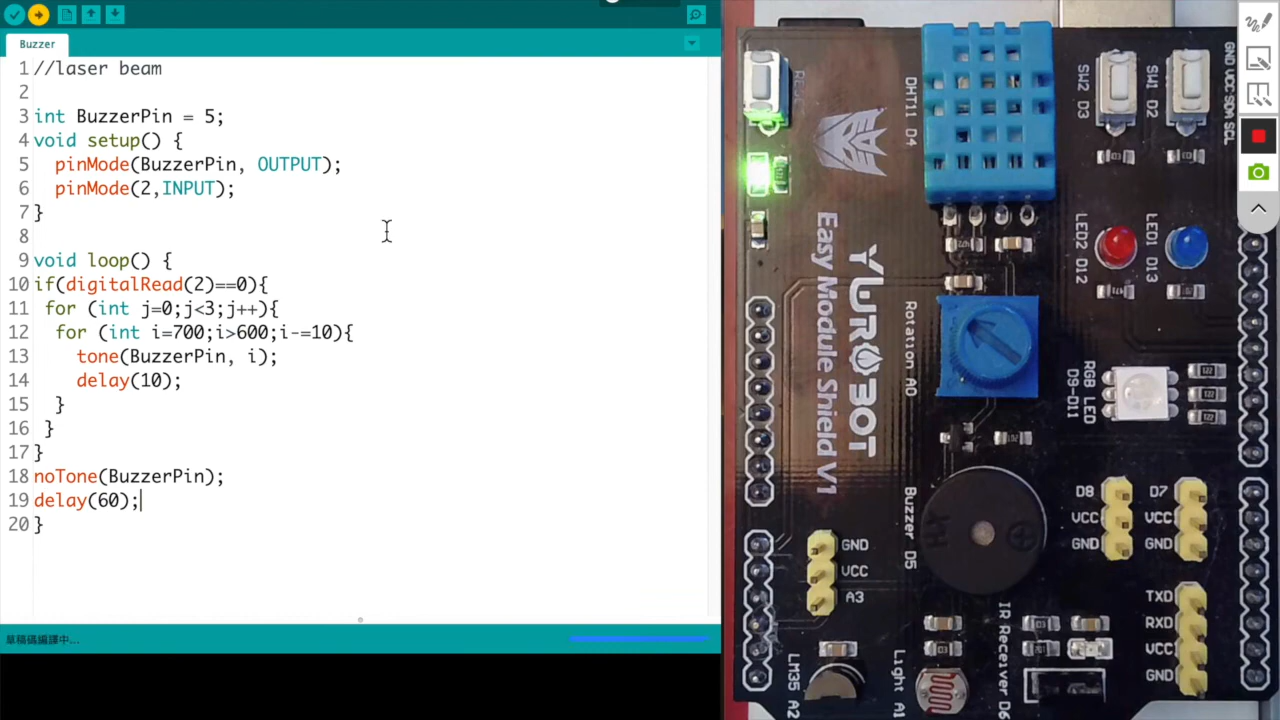 Buzzer
1 //laser beam
2
3 int BuzzerPin = 5;
4 void setup() {
5 pinMode(BuzzerPin, OUTPUT);
6 pinMode(2,INPUT);
7 }
8
9 void loop() {
10 if(digitalRead(2)==0){
11 for (int j=0;j<3;j++){
12 for (int i=700;i>600;i-=10){
13 tone(BuzzerPin, i);
14 delay(10);
15 }
16 }
17 }
18 noTone(BuzzerPin);
19 delay(60);
20 }
草稿碼編譯中...
DHT11 D4
SW2 D3
SW1 D2
GND VCC SDA SCL
LED2 D12
LED1 D13
Easy Module Shield V1
YwROBOT
Rotation A0
RGB LED
D9-D11
Buzzer D5
D8
VCC
GND
D7
VCC
GND
GND
VCC
A3
TXD
RXD
VCC
GND
LM35 A2
Light A1
IR Receiver D6